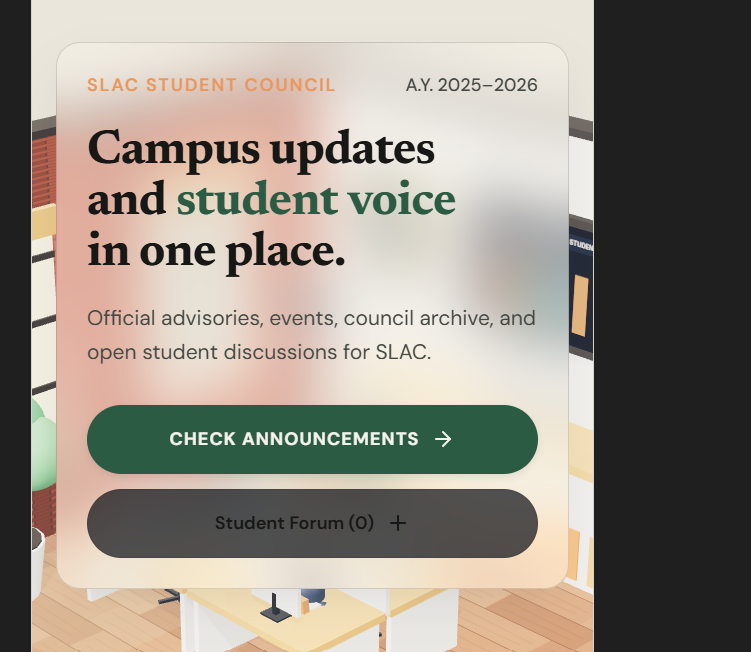 SLAC STUDENT COUNCIL
A.Y. 2025–2026
Campus updates
and student voice
in one place.
Official advisories, events, council archive, and
open student discussions for SLAC.
CHECK ANNOUNCEMENTS
Student Forum (0)